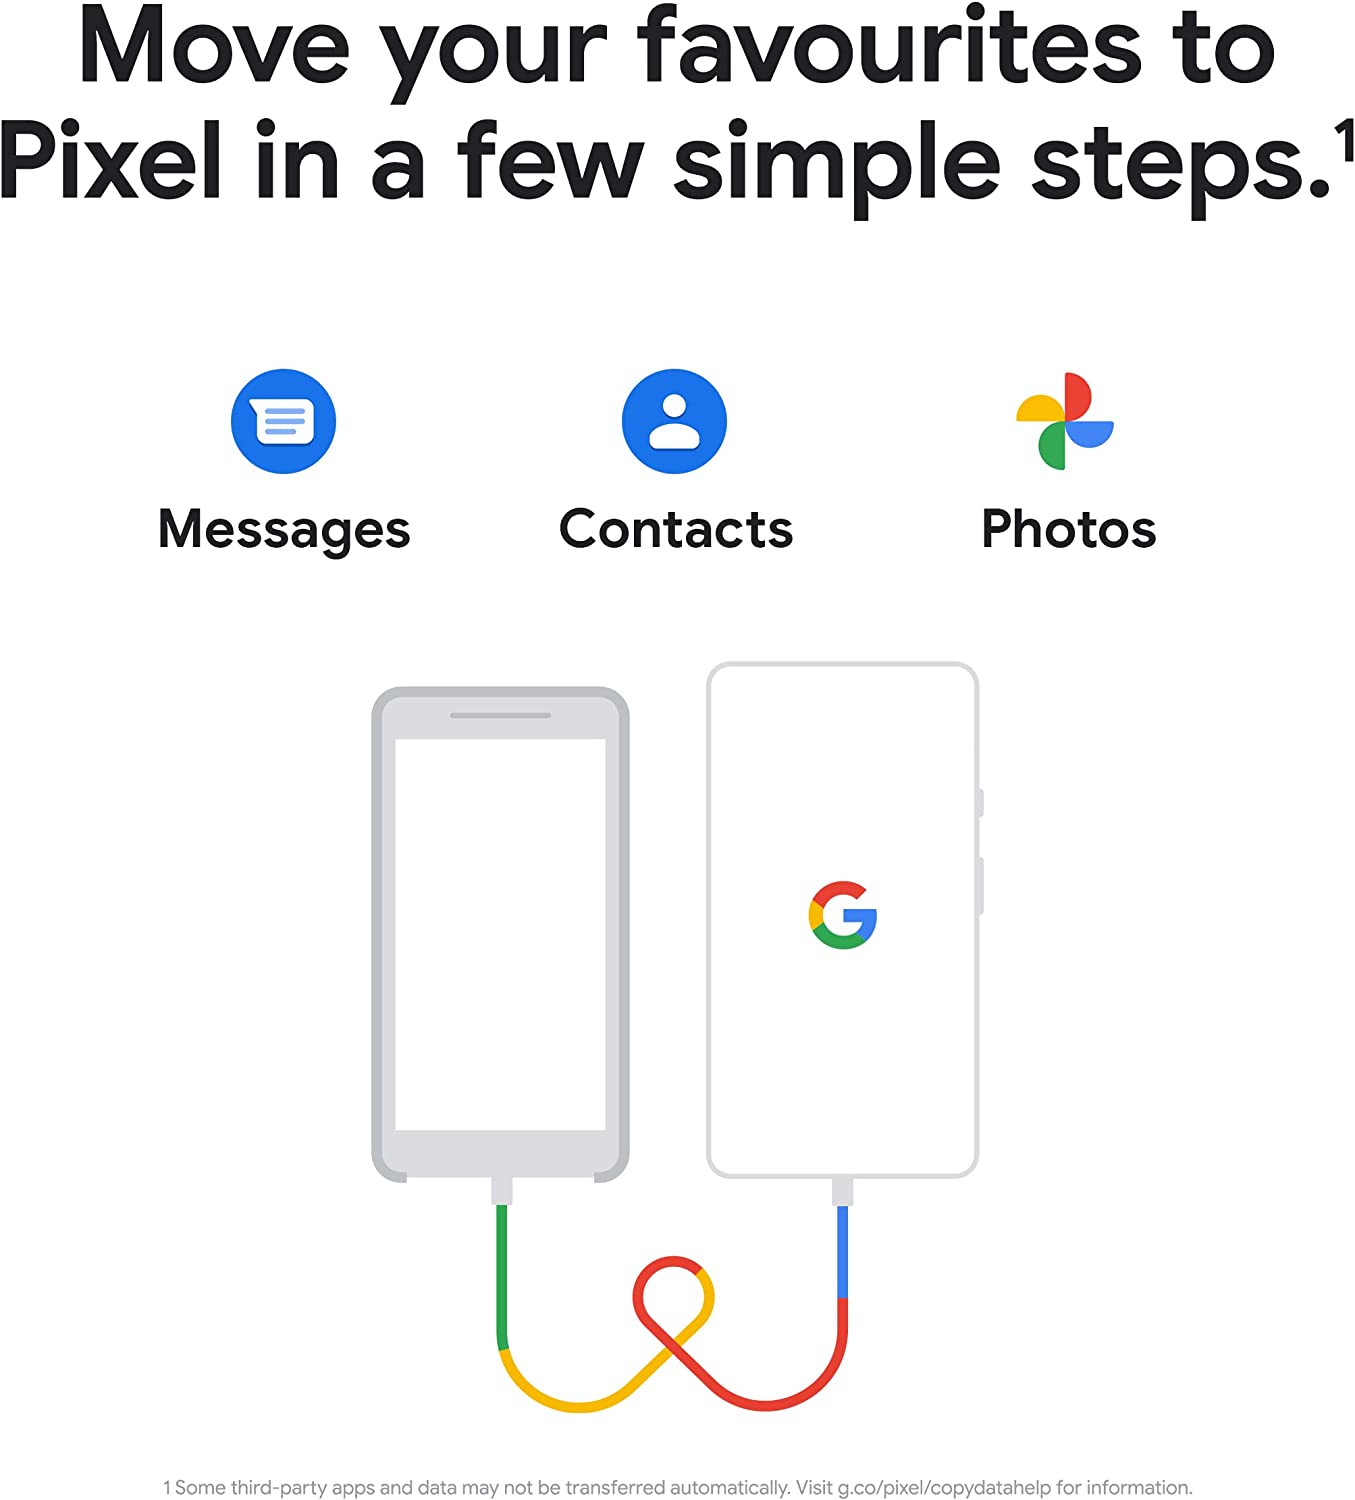 Move your favourites to
Pixel in a few simple steps.¹
Messages
Contacts
Photos
G
1 Some third-party apps and data may not be transferred automatically. Visit g.co/pixel/copydatahelp for information.